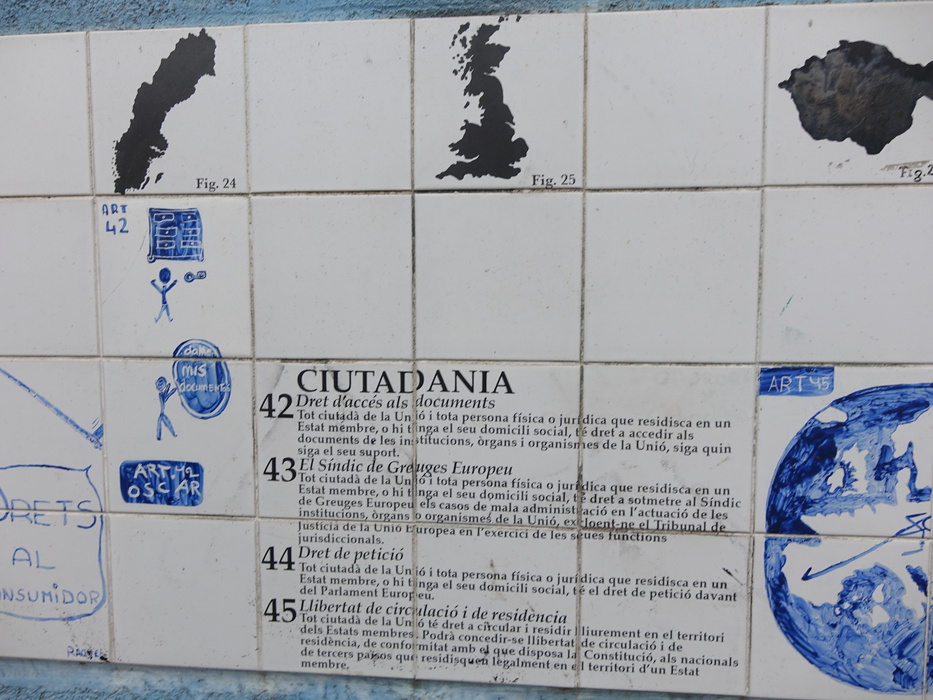 Fig. 24
Fig. 25
ART
42
dame
mis
documentos
ART 42
OSCAR
DRETS
AL
CIUTADANIA
42 Dret d'accés als documents
Tot ciutadà de la Unió i tota persona física o jurídica que residisca en un
Estat membre, o hi tinga el seu domicili social, té dret a accedir als
documents de les institucions, òrgans i organismes de la Unió, siga quin
siga el seu suport.
43 El Síndic de Greuges Europeu
Tot ciutadà de la Unió i tota persona física o jurídica que residisca en un
Estat membre, o hi tinga el seu domicili social, té dret a sotmetre al Síndic
de Greuges Europeu els casos de mala administració en l'actuació de les
institucions, òrgans o organismes de la Unió, excloent-ne el Tribunal de
Justícia de la Unió Europea en l'exercici de les seues functions
jurisdiccionals.
44 Dret de petició
Tot ciutadà de la Unió i tota persona física o jurídica que residisca en un
Estat membre, o hi tinga el seu domicili social, té el dret de petició davant
del Parlament Europeu.
45 Llibertat de circulació i de residència
Tot ciutadà de la Unió té dret a circular i residir lliurement en el territori
dels Estats membres. Podrà concedir-se llibertat de circulació i de
residència, de conformitat amb el que disposa la Constitució, als nacionals
de tercers països que residisquen legalment en el territori d'un Estat
membre.
ART 45